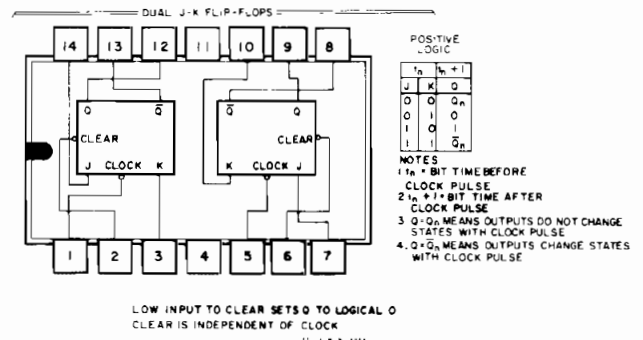 DUAL J-K FLIP-FLOPS
14 13 12 11 10 9 8
Q Q̅ Q̅ Q
CLEAR CLEAR
J CLOCK K K CLOCK J
1 2 3 4 5 6 7
POSITIVE
LOGIC
tn tn + 1
J K Q
0 0 Qn
0 1 0
1 0 1
1 1 Q̅n
NOTES
1 tn = BIT TIME BEFORE
CLOCK PULSE
2 tn + 1 = BIT TIME AFTER
CLOCK PULSE
3 Q = Qn MEANS OUTPUTS DO NOT CHANGE
STATES WITH CLOCK PULSE
4. Q = Q̅n MEANS OUTPUTS CHANGE STATES
WITH CLOCK PULSE
LOW INPUT TO CLEAR SETS Q TO LOGICAL 0
CLEAR IS INDEPENDENT OF CLOCK